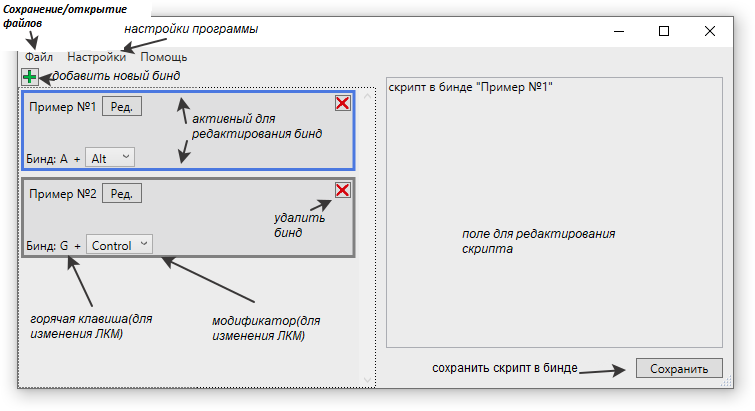 Сохранение/открытие
файлов
настройки программы
Файл Настройки Помощь
добавить новый бинд
Пример №1 Ред.
активный для
редактирования бинд
Бинд: A + Alt
Пример №2 Ред.
удалить
бинд
Бинд: G + Control
горячая клавиша(для
изменения ЛКМ)
модификатор(для
изменения ЛКМ)
скрипт в бинде "Пример №1"
поле для редактирования
скрипта
сохранить скрипт в бинде
Сохранить